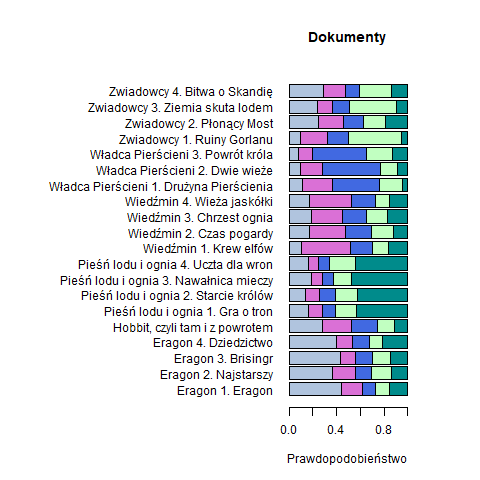 Dokumenty
Zwiadowcy 4. Bitwa o Skandię
Zwiadowcy 3. Ziemia skuta lodem
Zwiadowcy 2. Płonący Most
Zwiadowcy 1. Ruiny Gorlanu
Władca Pierścieni 3. Powrót króla
Władca Pierścieni 2. Dwie wieże
Władca Pierścieni 1. Drużyna Pierścienia
Wiedźmin 4. Wieża jaskółki
Wiedźmin 3. Chrzest ognia
Wiedźmin 2. Czas pogardy
Wiedźmin 1. Krew elfów
Pieśń lodu i ognia 4. Uczta dla wron
Pieśń lodu i ognia 3. Nawałnica mieczy
Pieśń lodu i ognia 2. Starcie królów
Pieśń lodu i ognia 1. Gra o tron
Hobbit, czyli tam i z powrotem
Eragon 4. Dziedzictwo
Eragon 3. Brisingr
Eragon 2. Najstarszy
Eragon 1. Eragon
0.0 0.4 0.8
Prawdopodobieństwo